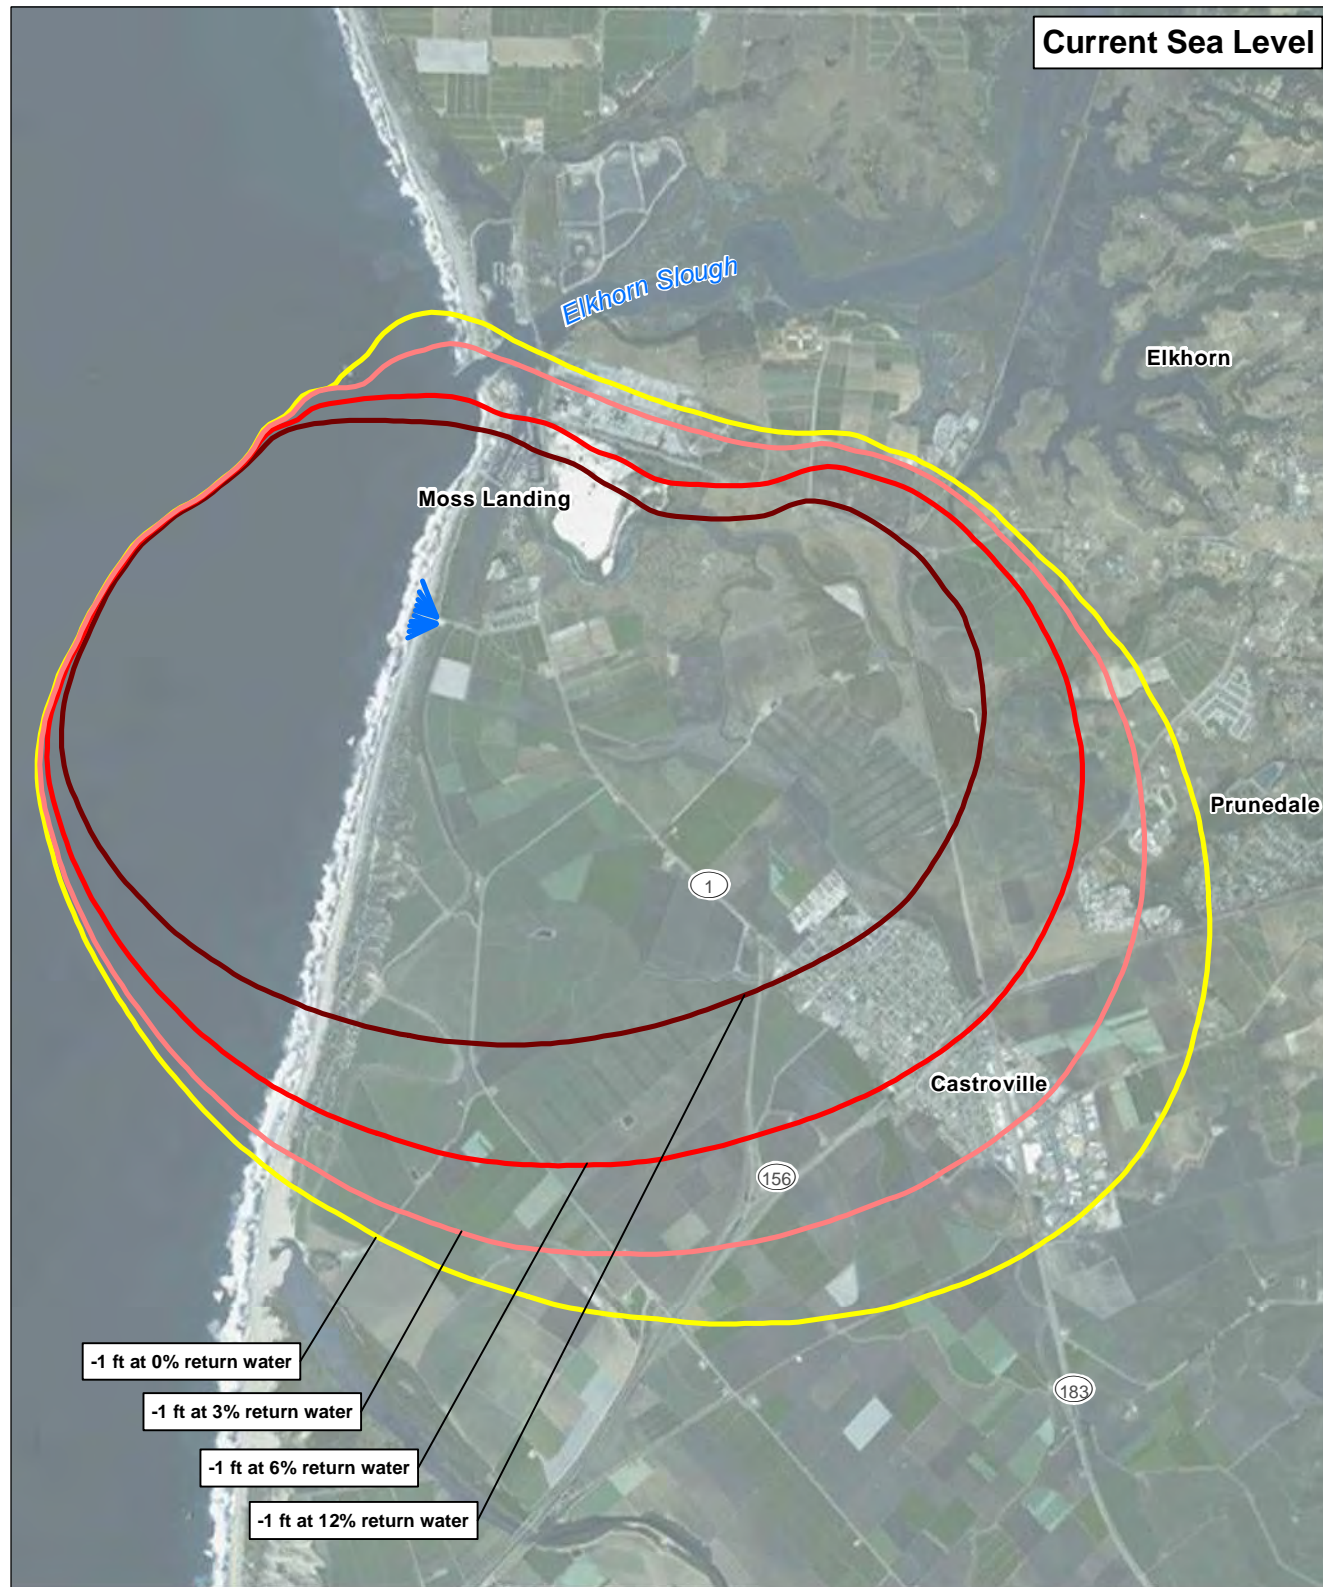 Current Sea Level
Elkhorn Slough
Elkhorn
Moss Landing
Prunedale
1
Castroville
156
-1 ft at 0% return water
183
-1 ft at 3% return water
-1 ft at 6% return water
-1 ft at 12% return water